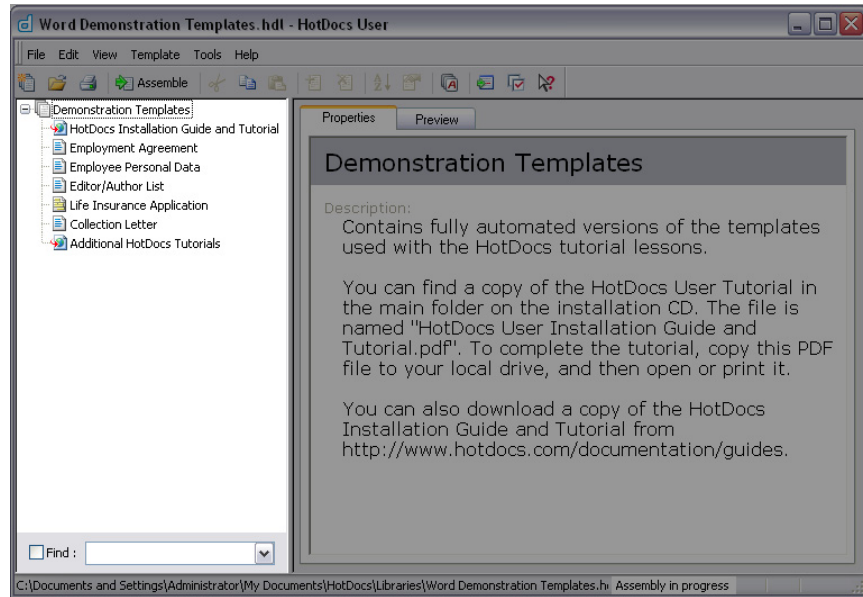 Word Demonstration Templates.hdl - HotDocs User
File Edit View Template Tools Help
Assemble
Demonstration Templates
HotDocs Installation Guide and Tutorial
Employment Agreement
Employee Personal Data
Editor/Author List
Life Insurance Application
Collection Letter
Additional HotDocs Tutorials
Find :
Properties Preview
Demonstration Templates
Description:
Contains fully automated versions of the templates
used with the HotDocs tutorial lessons.
You can find a copy of the HotDocs User Tutorial in
the main folder on the installation CD. The file is
named "HotDocs User Installation Guide and
Tutorial.pdf". To complete the tutorial, copy this PDF
file to your local drive, and then open or print it.
You can also download a copy of the HotDocs
Installation Guide and Tutorial from
http://www.hotdocs.com/documentation/guides.
C:\Documents and Settings\Administrator\My Documents\HotDocs\Libraries\Word Demonstration Templates.h Assembly in progress